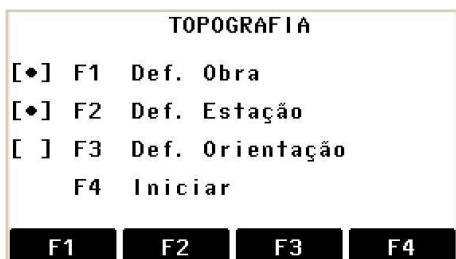 TOPOGRAFIA
[•] F1 Def. Obra
[•] F2 Def. Estação
[ ] F3 Def. Orientação
F4 Iniciar
F1 F2 F3 F4